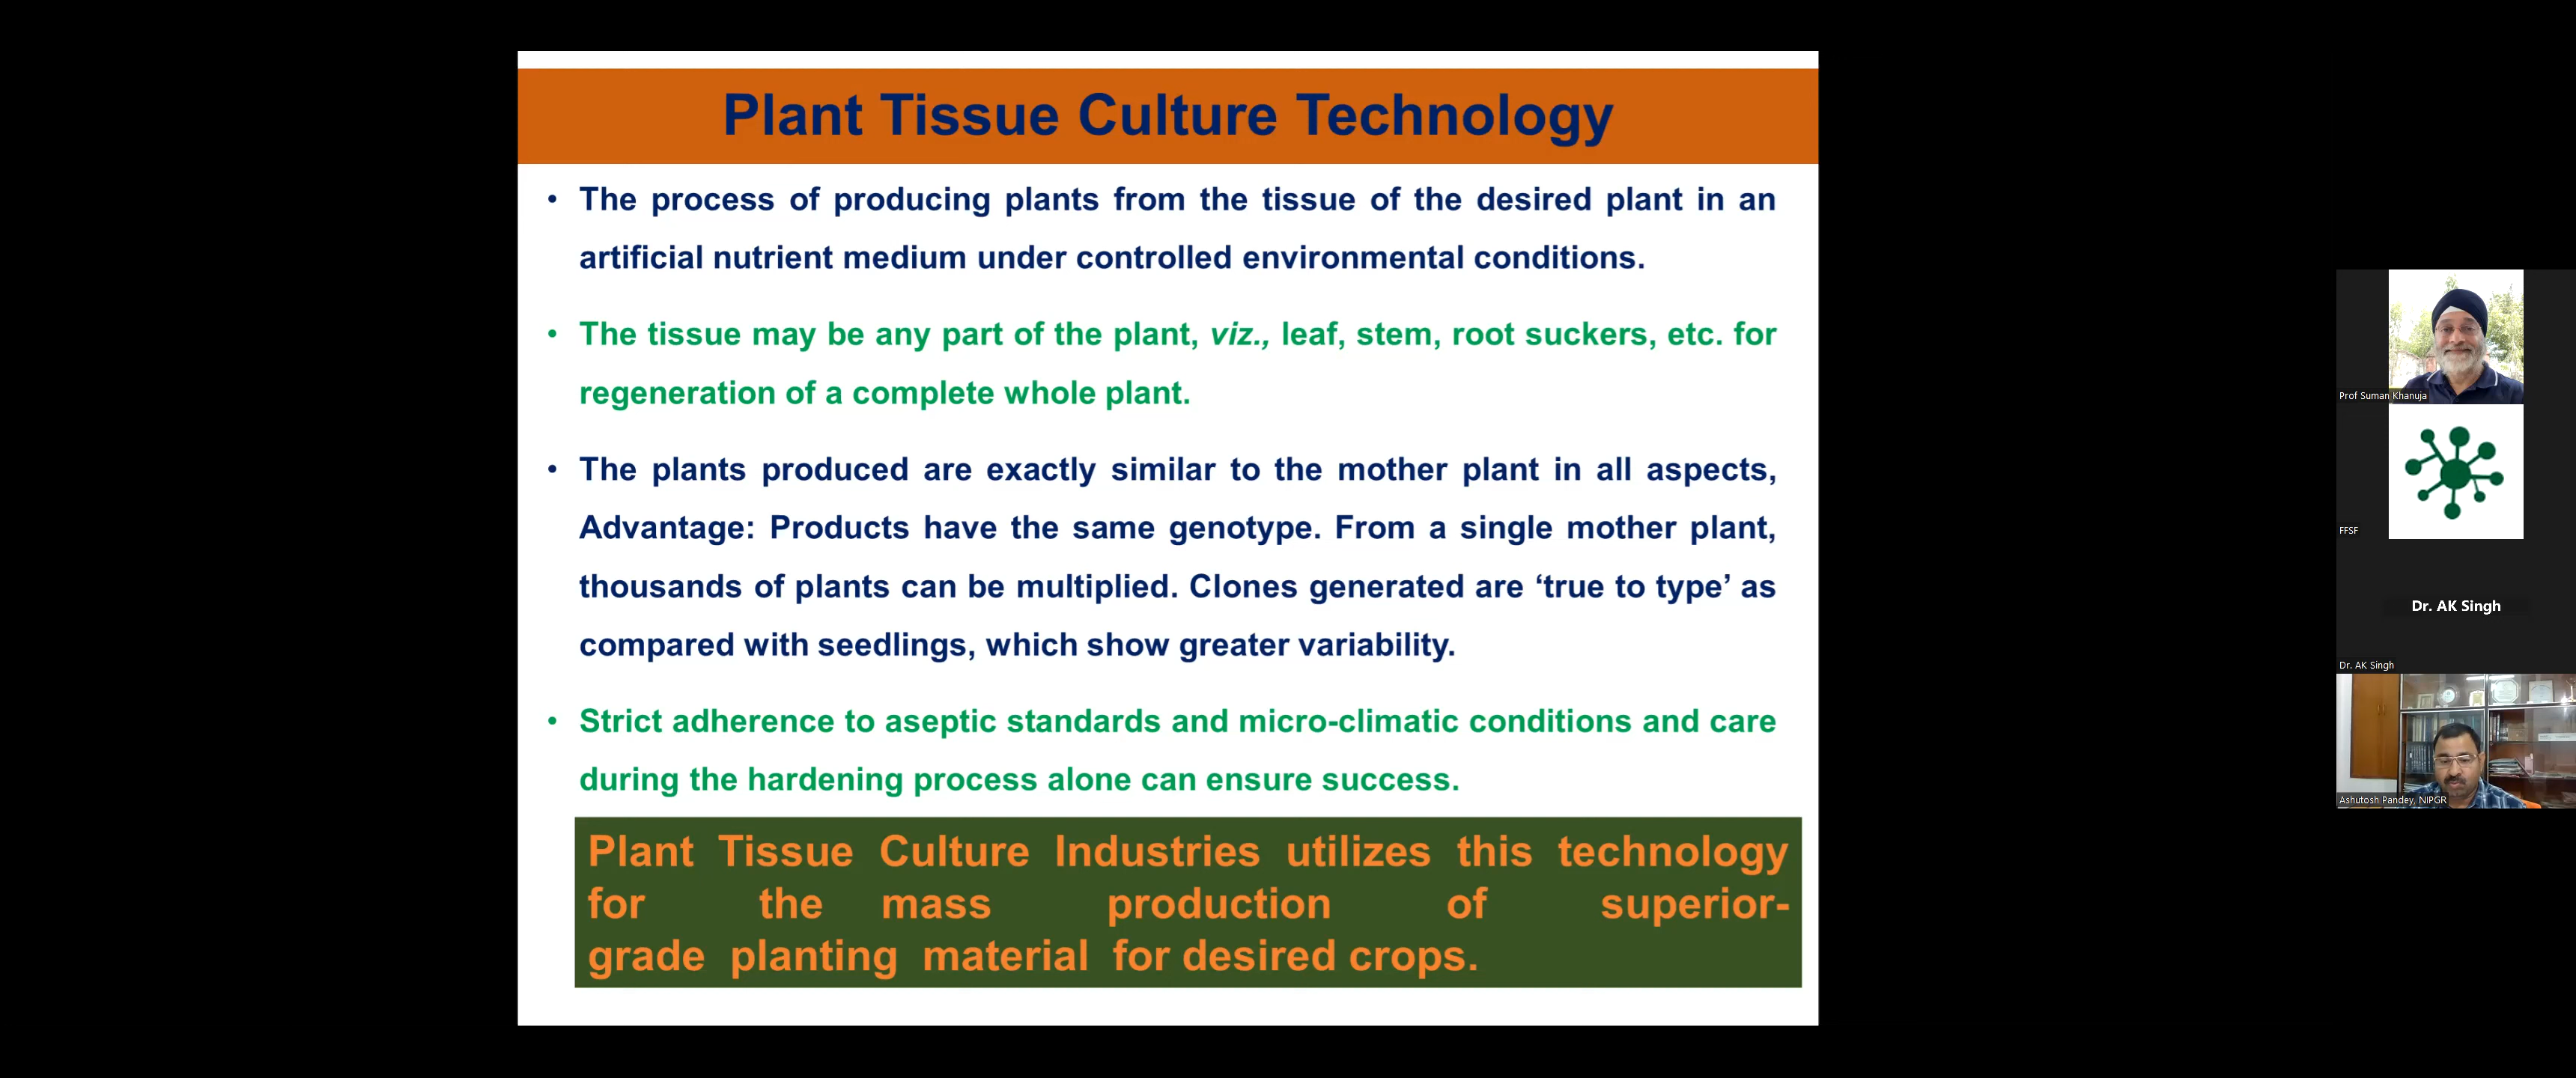 Plant Tissue Culture Technology
• The process of producing plants from the tissue of the desired plant in an
artificial nutrient medium under controlled environmental conditions.
• The tissue may be any part of the plant, viz., leaf, stem, root suckers, etc. for
regeneration of a complete whole plant.
• The plants produced are exactly similar to the mother plant in all aspects,
Advantage: Products have the same genotype. From a single mother plant,
thousands of plants can be multiplied. Clones generated are ‘true to type’ as
compared with seedlings, which show greater variability.
• Strict adherence to aseptic standards and micro-climatic conditions and care
during the hardening process alone can ensure success.
Plant Tissue Culture Industries utilizes this technology
for the mass production of superior-
grade planting material for desired crops.
Prof Suman Khanuja
FFSF
Dr. AK Singh
Dr. AK Singh
Ashutosh Pandey, NIPGR